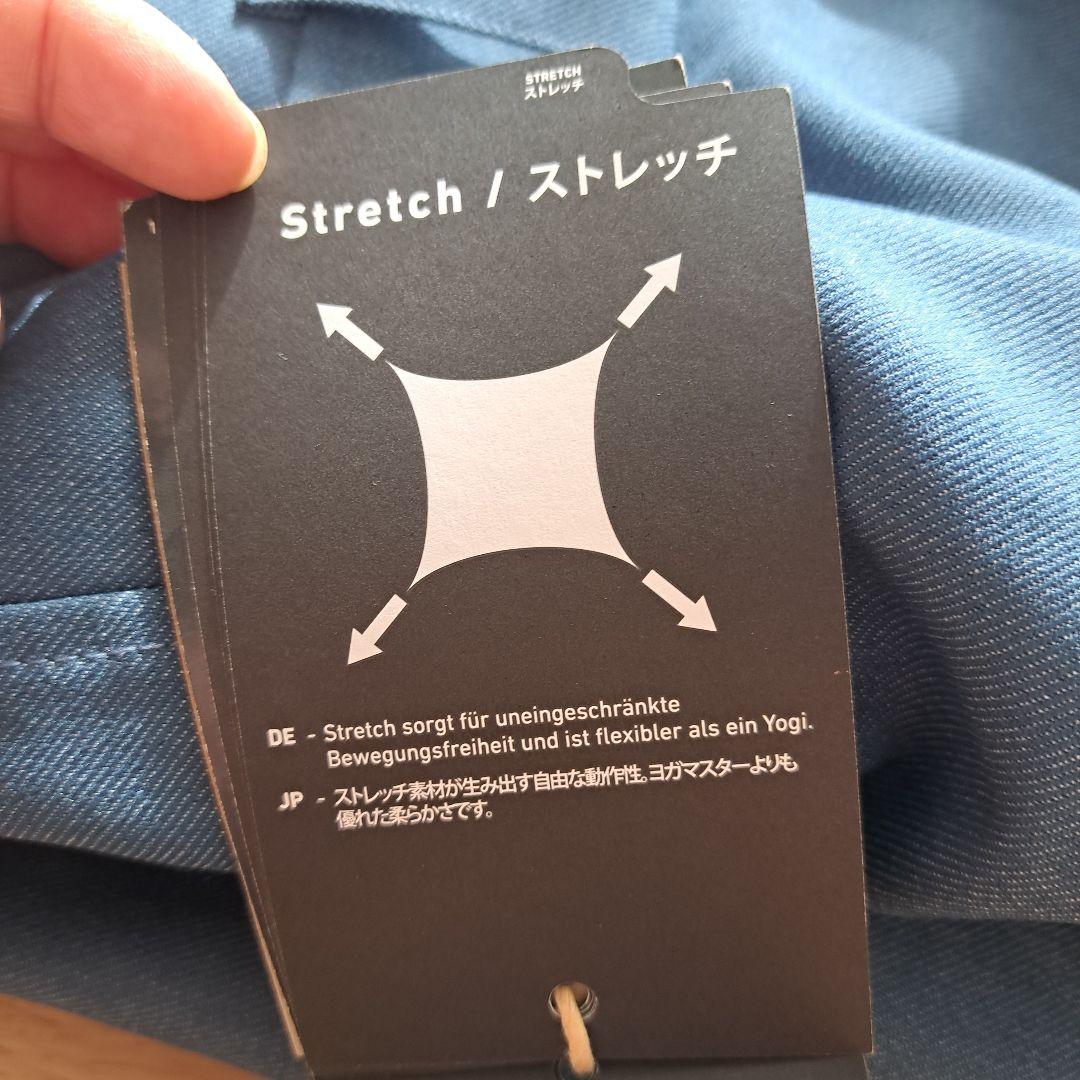 STRETCH
ストレッチ
Stretch / ストレッチ
DE - Stretch sorgt für uneingeschränkte
Bewegungsfreiheit und ist flexibler als ein Yogi.
JP - ストレッチ素材が生み出す自由な動作性。ヨガマスターよりも
優れた柔らかさです。